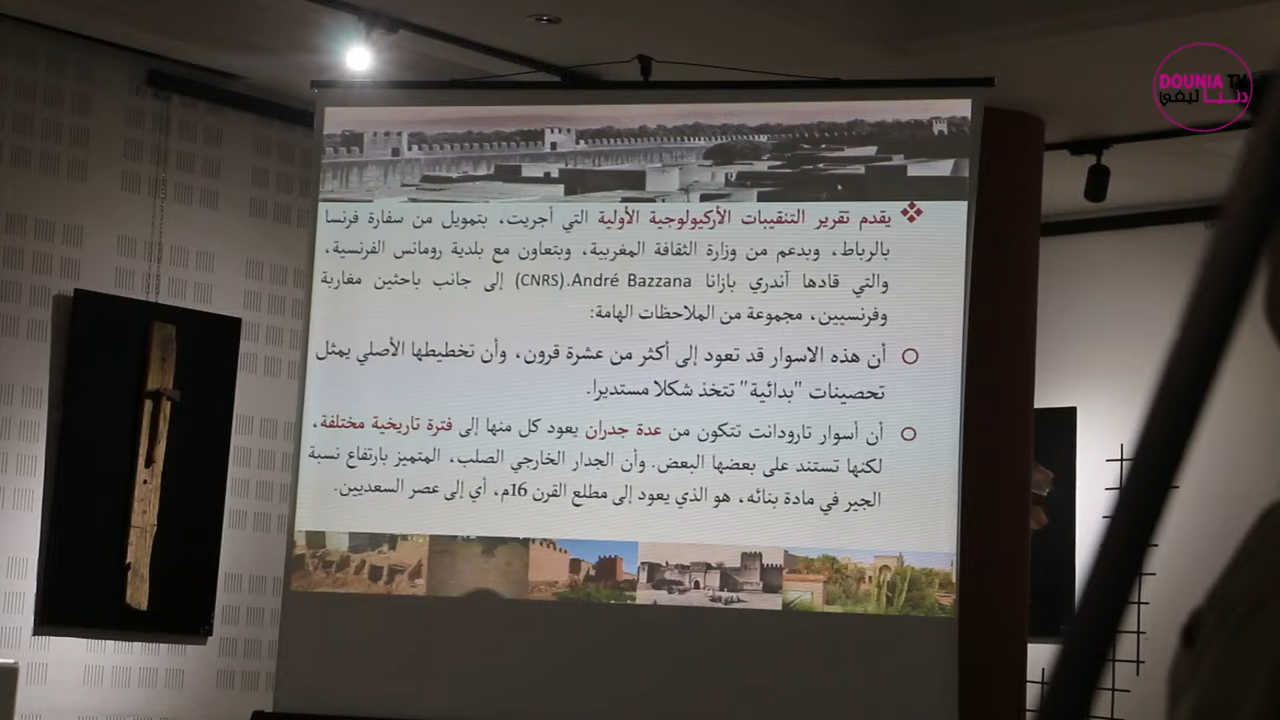 DOUNIA TV
دنيا تيفي
يقدم تقرير التنقيبات الأركيولوجية الأولية التي أجريت، بتمويل من سفارة فرنسا
بالرباط، وبدعم من وزارة الثقافة المغربية، وبتعاون مع بلدية رومانس الفرنسية،
والتي قادها آندري بازانا André Bazzana.(CNRS) إلى جانب باحثين مغاربة
وفرنسيين، مجموعة من الملاحظات الهامة:
أن هذه الاسوار قد تعود إلى أكثر من عشرة قرون، وأن تخطيطها الأصلي يمثل
تحصينات "بدائية" تتخذ شكلا مستديرا.
أن أسوار تارودانت تتكون من عدة جدران يعود كل منها إلى فترة تاريخية مختلفة،
لكنها تستند على بعضها البعض. وأن الجدار الخارجي الصلب، المتميز بارتفاع نسبة
الجير في مادة بنائه، هو الذي يعود إلى مطلع القرن 16م، أي إلى عصر السعديين.